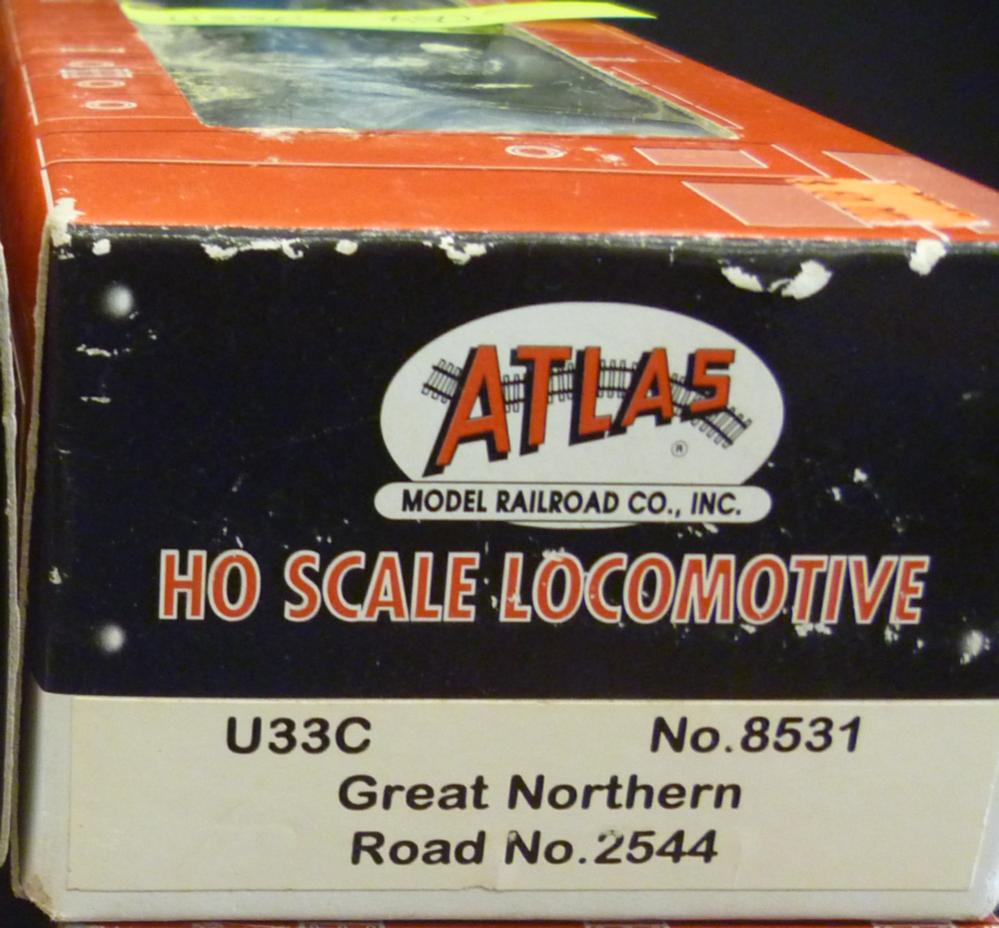 ATLAS
®
MODEL RAILROAD CO., INC.
HO SCALE LOCOMOTIVE
U33C No.8531
Great Northern
Road No.2544